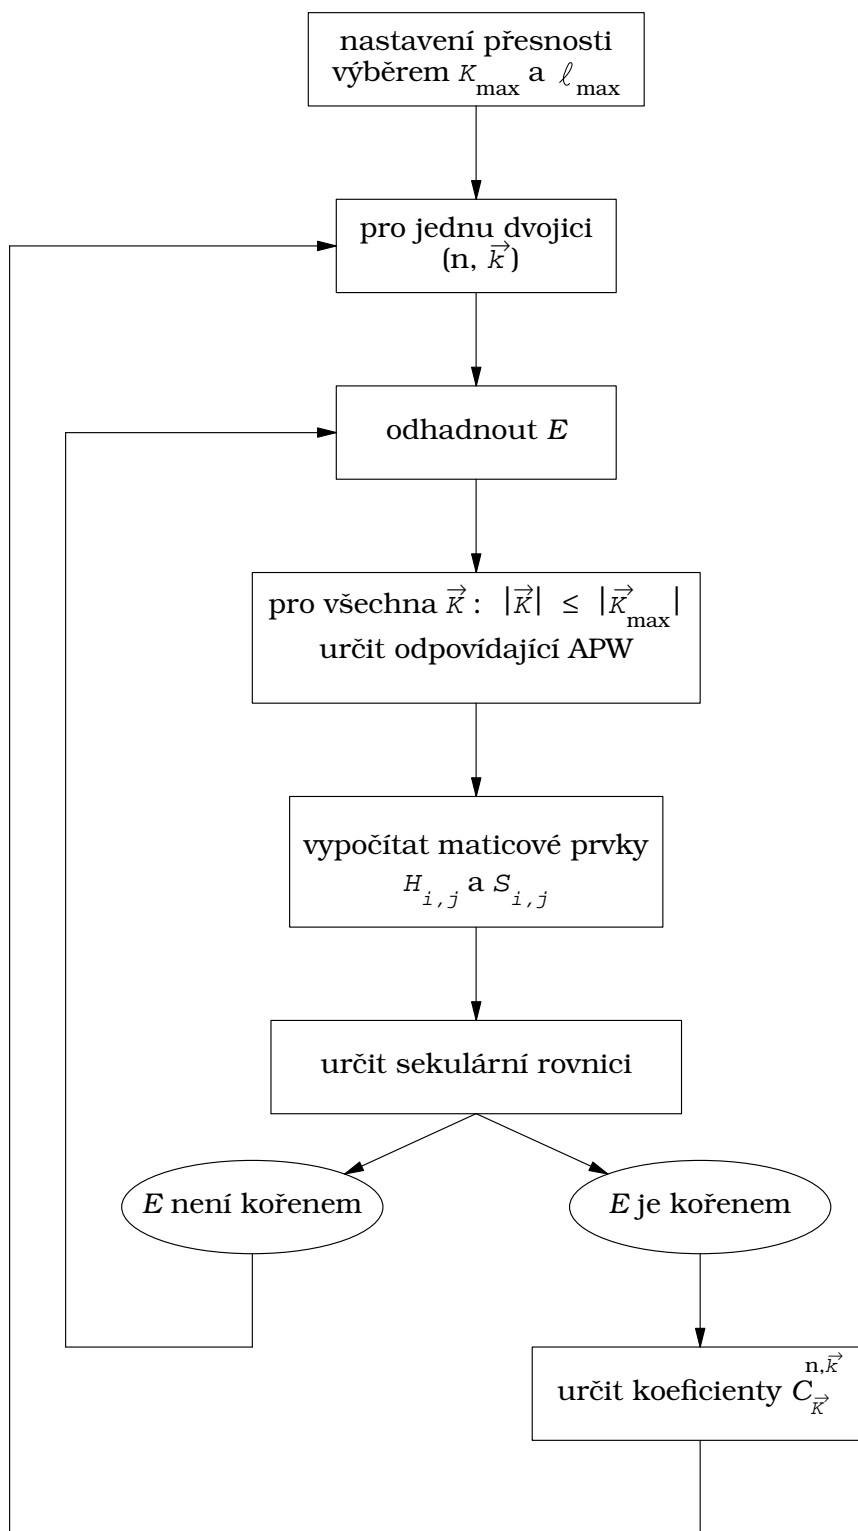 nastavení přesnosti
výběrem K_max a ℓ_max
pro jednu dvojici
(n, k⃗)
odhadnout E
pro všechna K⃗ : |K⃗| ≤ |K⃗_max|
určit odpovídající APW
vypočítat maticové prvky
H_i,j a S_i,j
určit sekulární rovnici
E není kořenem
E je kořenem
určit koeficienty C_K⃗^n,k⃗